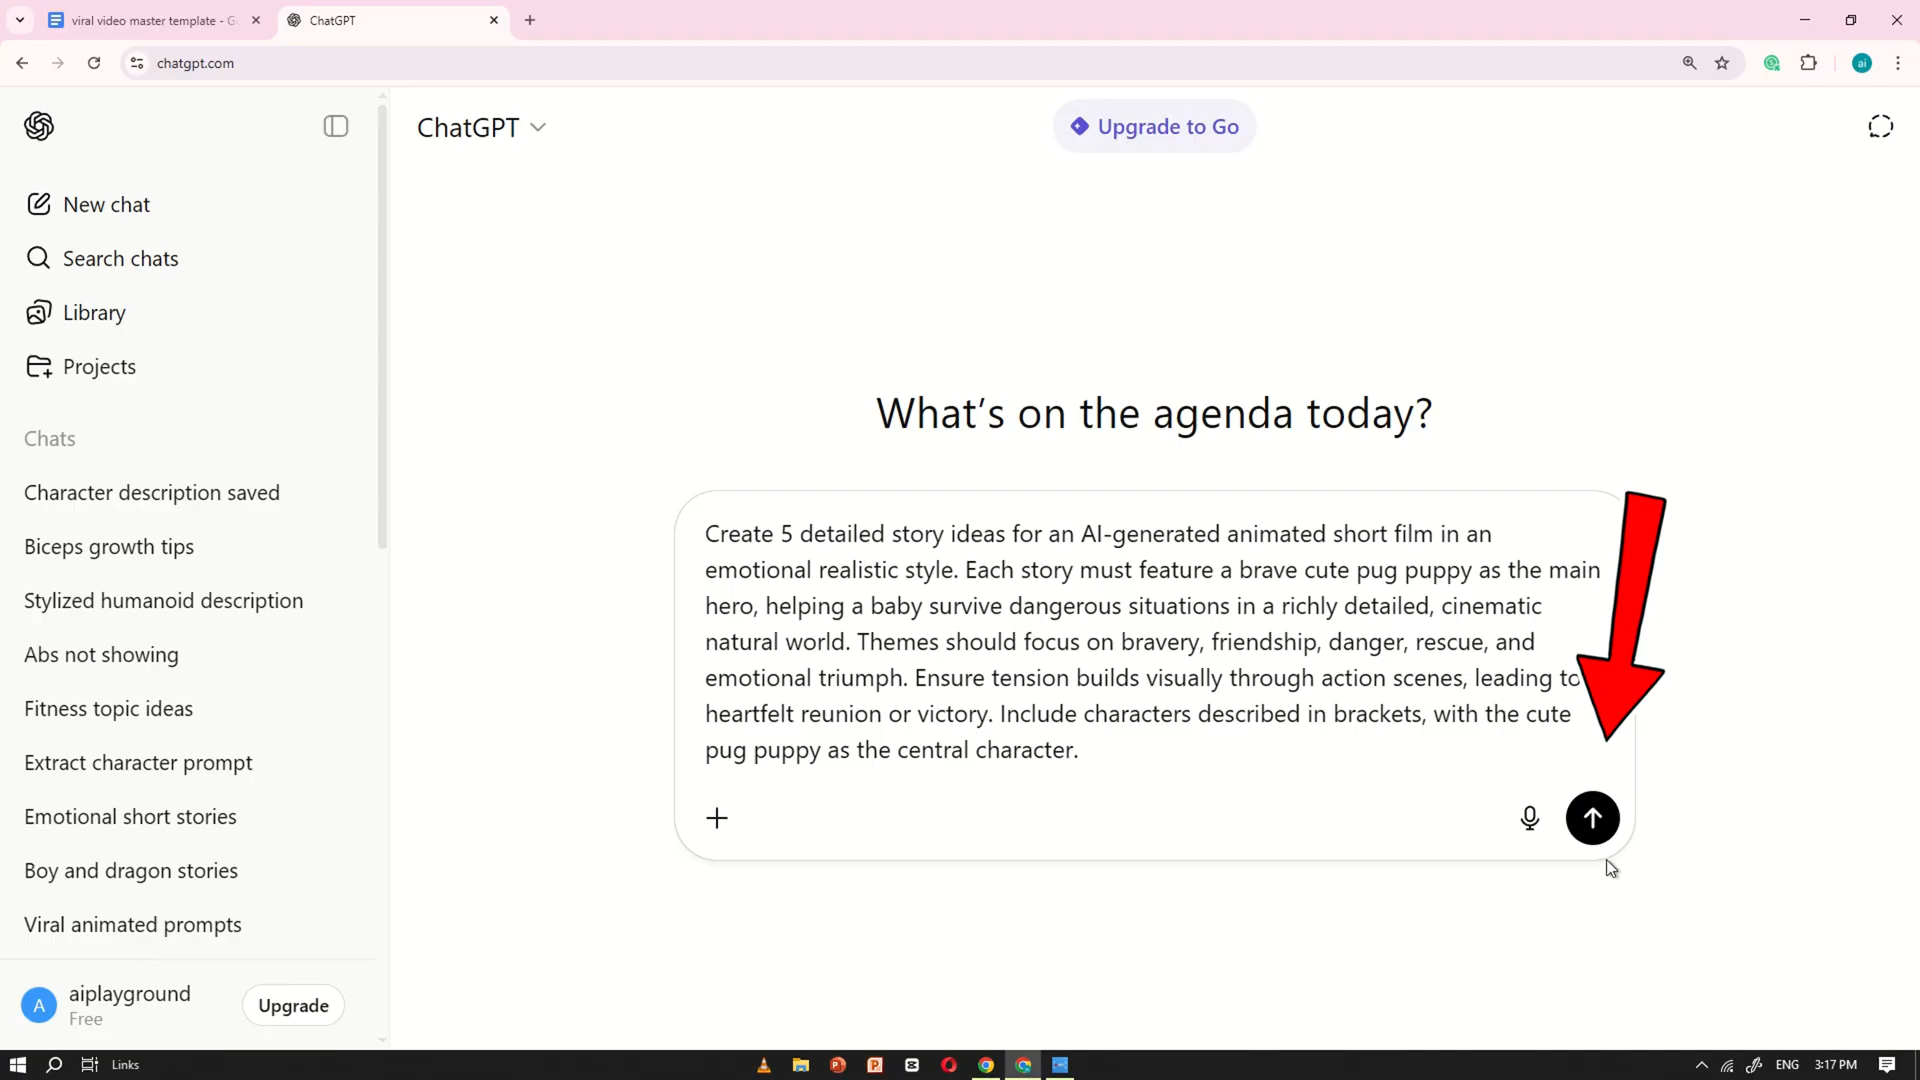 viral video master template - G
ChatGPT
chatgpt.com
ai
ChatGPT
Upgrade to Go
New chat
Search chats
Library
Projects
Chats
Character description saved
Biceps growth tips
Stylized humanoid description
Abs not showing
Fitness topic ideas
Extract character prompt
Emotional short stories
Boy and dragon stories
Viral animated prompts
A
aiplayground
Free
Upgrade
What's on the agenda today?
Create 5 detailed story ideas for an AI-generated animated short film in an
emotional realistic style. Each story must feature a brave cute pug puppy as the main
hero, helping a baby survive dangerous situations in a richly detailed, cinematic
natural world. Themes should focus on bravery, friendship, danger, rescue, and
emotional triumph. Ensure tension builds visually through action scenes, leading to
heartfelt reunion or victory. Include characters described in brackets, with the cute
pug puppy as the central character.
Links
ENG
3:17 PM